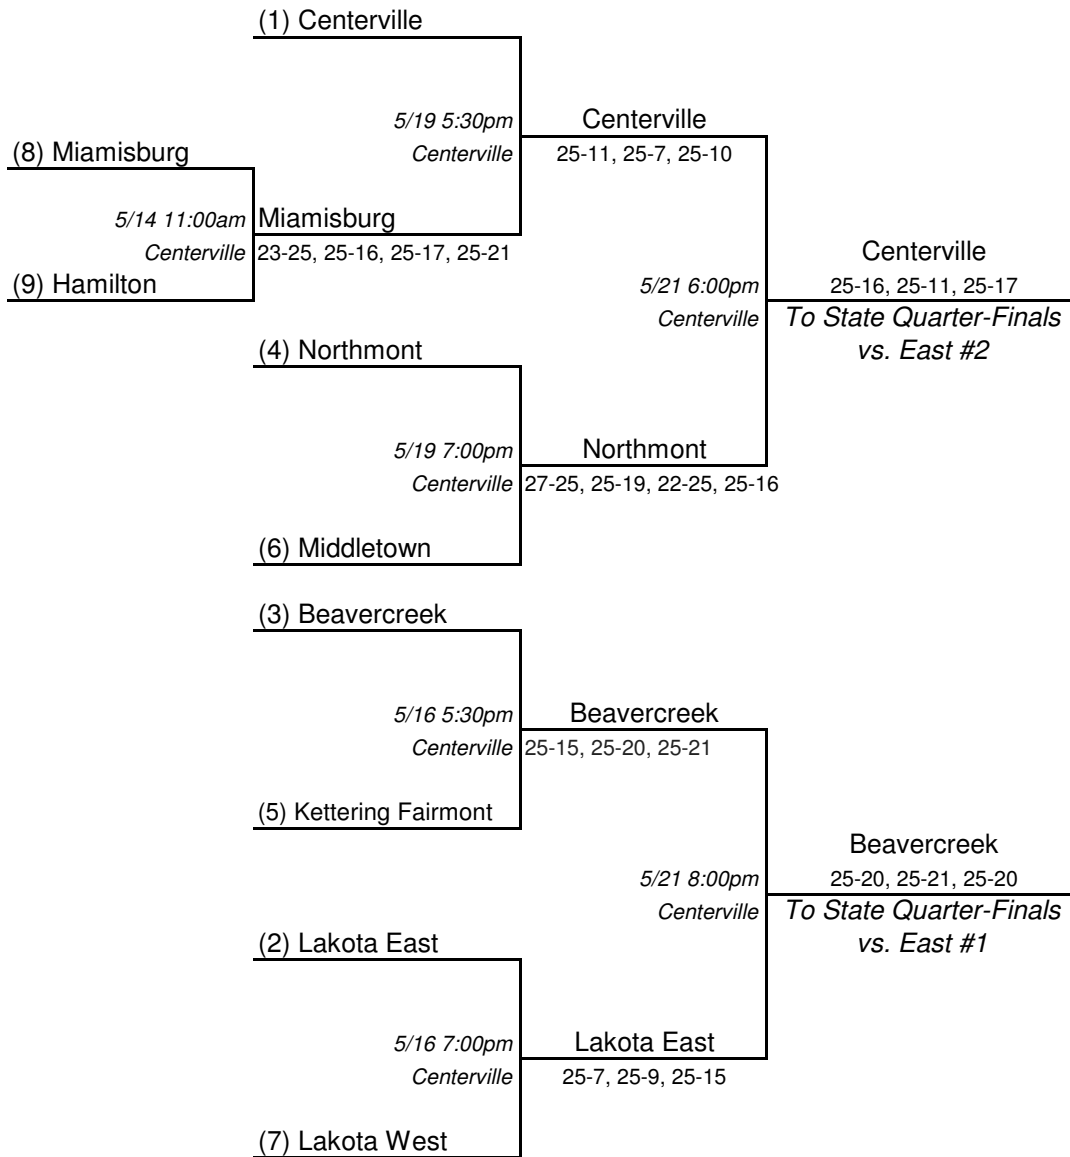 (1) Centerville
5/19 5:30pm
Centerville
Centerville
25-11, 25-7, 25-10
(8) Miamisburg
5/14 11:00am
Centerville
Miamisburg
23-25, 25-16, 25-17, 25-21
(9) Hamilton
5/21 6:00pm
Centerville
Centerville
25-16, 25-11, 25-17
To State Quarter-Finals
vs. East #2
(4) Northmont
5/19 7:00pm
Centerville
Northmont
27-25, 25-19, 22-25, 25-16
(6) Middletown
(3) Beavercreek
5/16 5:30pm
Centerville
Beavercreek
25-15, 25-20, 25-21
(5) Kettering Fairmont
5/21 8:00pm
Centerville
Beavercreek
25-20, 25-21, 25-20
To State Quarter-Finals
vs. East #1
(2) Lakota East
5/16 7:00pm
Centerville
Lakota East
25-7, 25-9, 25-15
(7) Lakota West